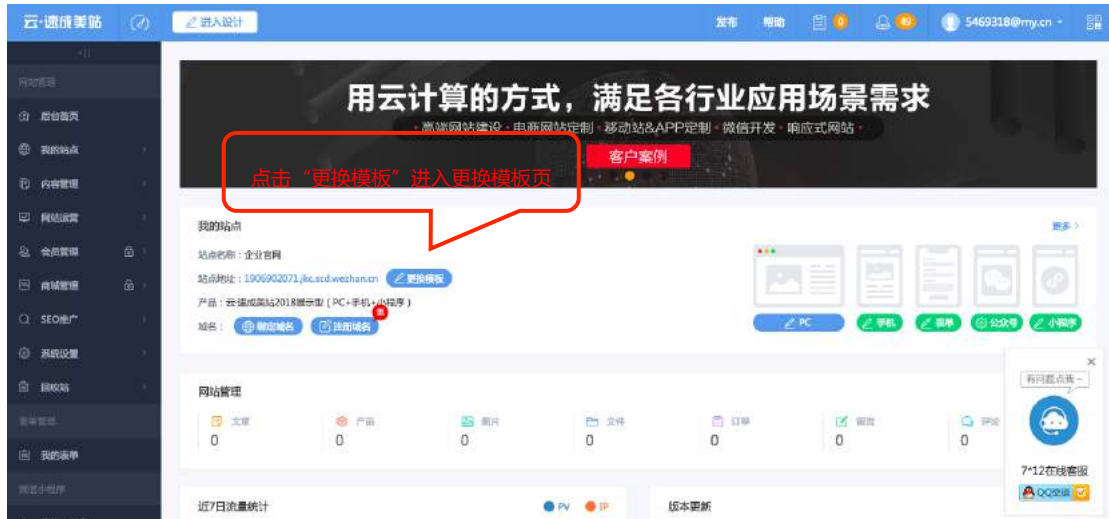 云·速成美站
进入设计
发布
帮助
0
49
5469318@my.cn
网站管理
后台首页
我的站点
内容管理
网站运营
会员管理
商城管理
SEO推广
系统设置
回收站
表单管理
我的表单
用云计算的方式，满足各行业应用场景需求
·高端网站建设·电商网站定制·移动站&APP定制·微信开发·响应式网站·
客户案例
点击“更换模板”进入更换模板页
我的站点
更多 >
站点名称：企业官网
站点地址：1906902071.jkc.scd.wezhan.cn
更换模板
产品：云·速成美站2018展示型（PC+手机+小程序）
域名：
绑定域名
注册域名
PC
手机
表单
公众号
小程序
网站管理
文章
0
产品
0
图片
0
文件
0
订单
0
留言
0
评论
0
近7日流量统计
PV
IP
版本更新
有问题点我~
7*12在线客服
QQ交谈